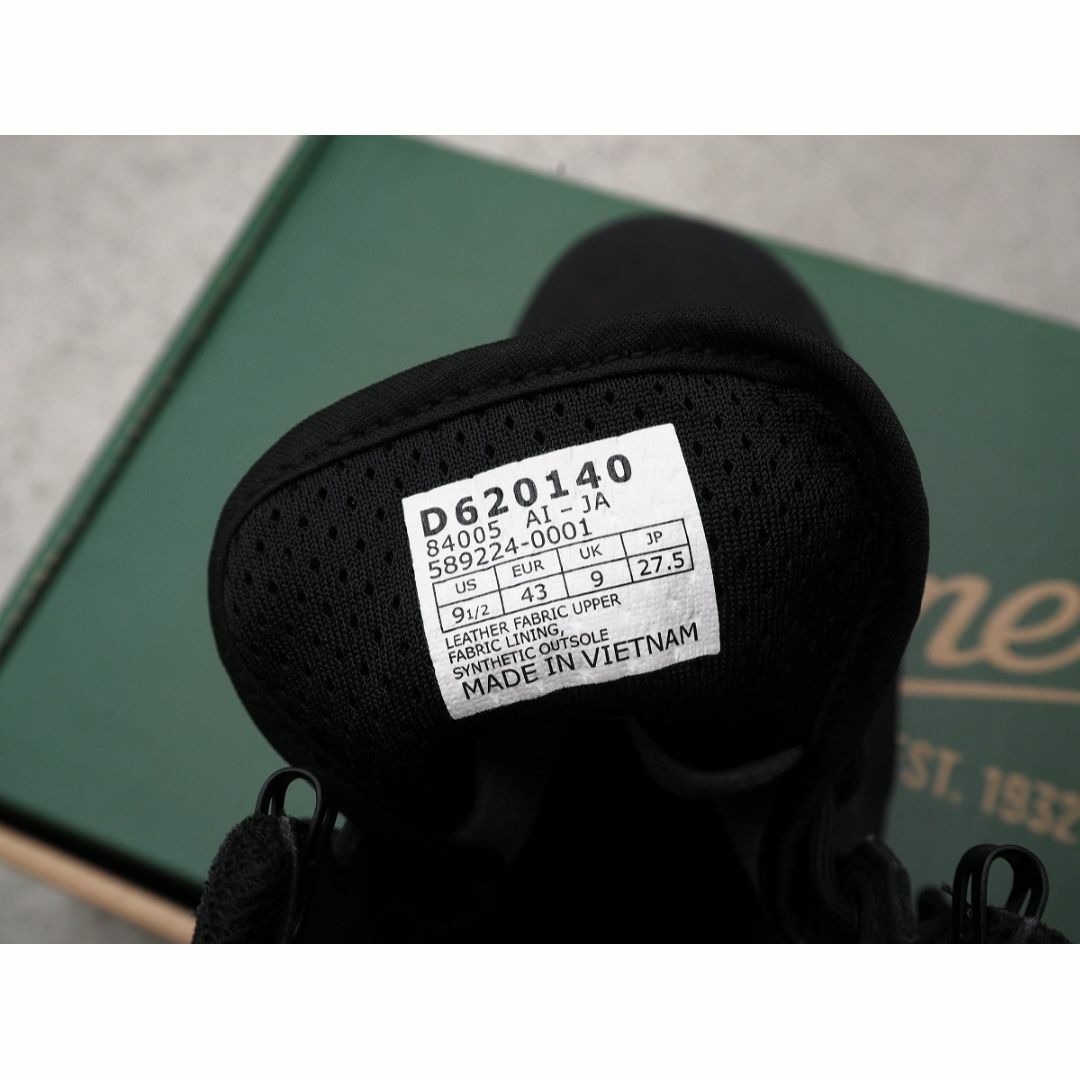 D620140
84005 AI-JA
589224-0001
US EUR UK JP
9 1/2 43 9 27.5
LEATHER FABRIC UPPER
FABRIC LINING,
SYNTHETIC OUTSOLE
MADE IN VIETNAM
EST. 1932